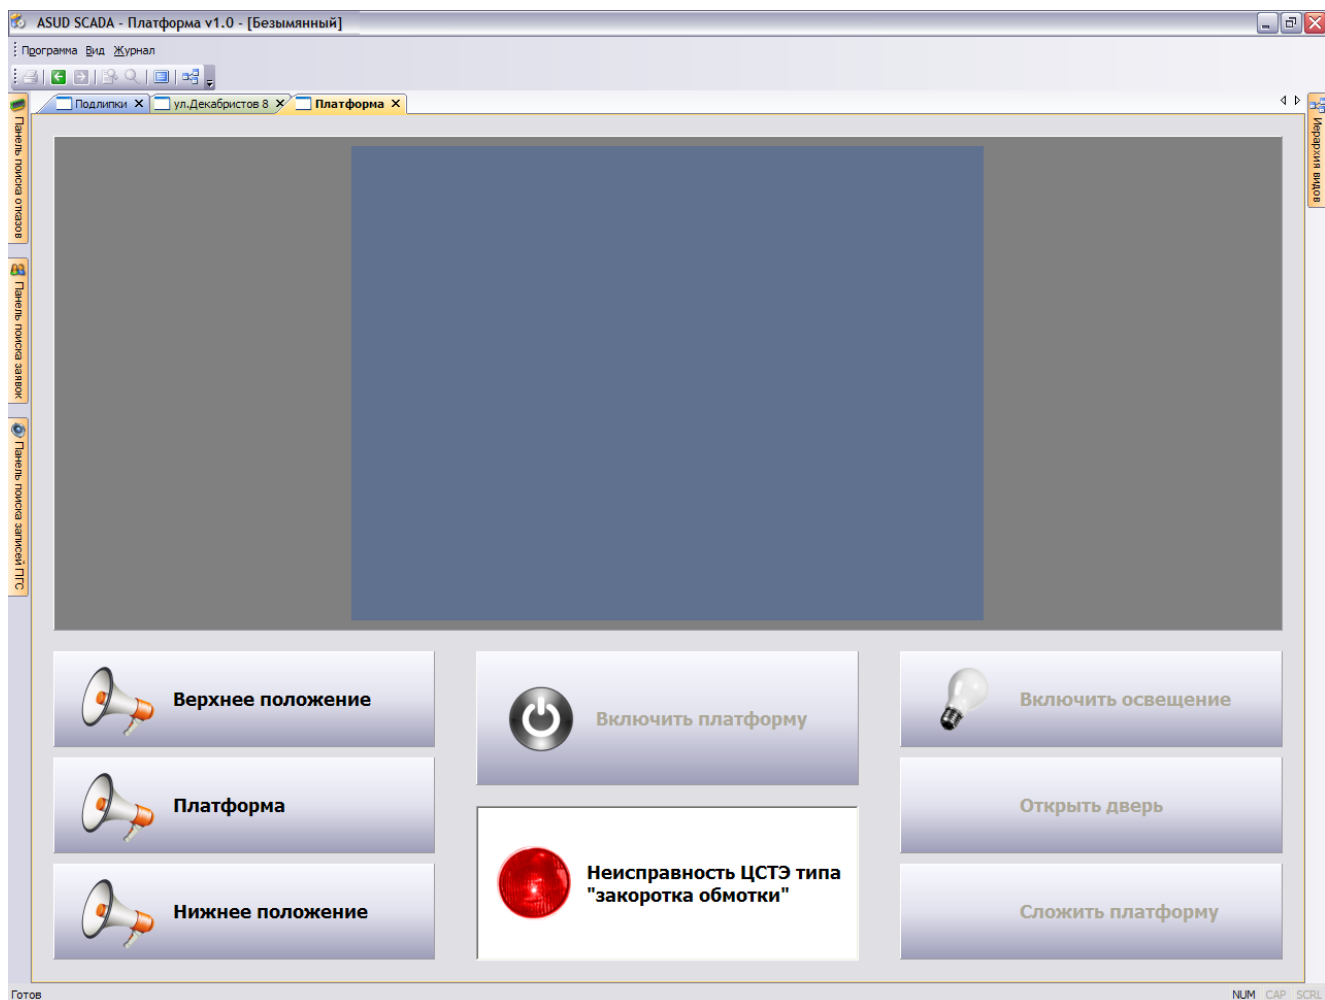 ASUD SCADA - Платформа v1.0 - [Безымянный]
Программа Вид Журнал
Подлипки ул.Декабристов 8 Платформа
Панель поиска отказов
Панель поиска заявок
Панель поиска записей ПГС
Иерархия видов
Верхнее положение
Платформа
Нижнее положение
Включить платформу
Неисправность ЦСТЭ типа
"закоротка обмотки"
Включить освещение
Открыть дверь
Сложить платформу
Готов
NUM CAP SCRL